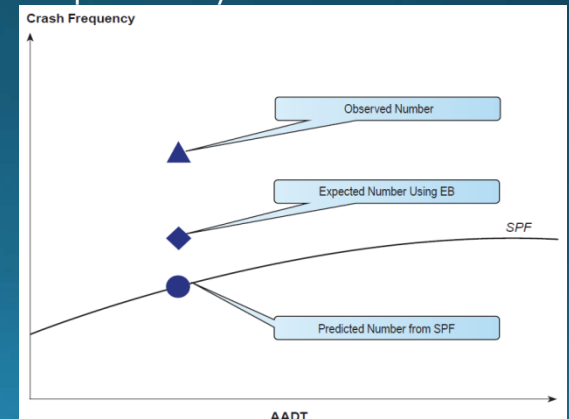 Crash Frequency
Observed Number
Expected Number Using EB
SPF
Predicted Number from SPF
AADT